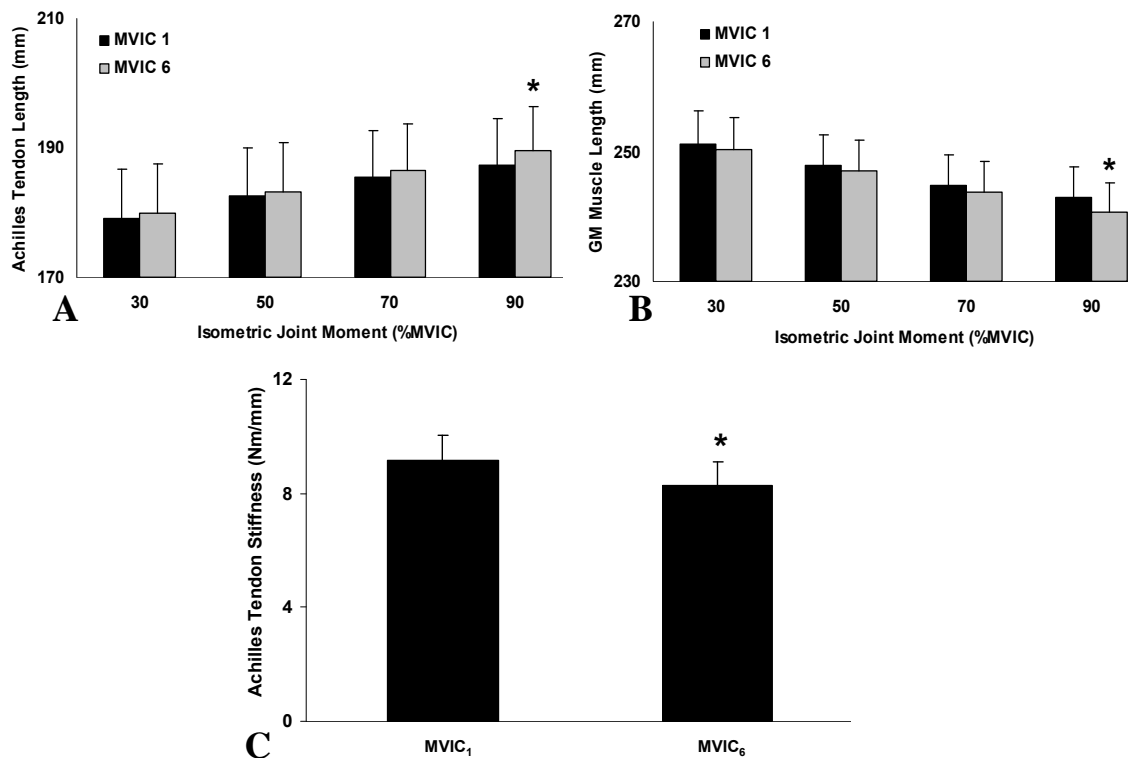 210
190
170
Achilles Tendon Length (mm)
MVIC 1
MVIC 6
*
30 50 70 90
Isometric Joint Moment (%MVIC)
A
270
250
230
GM Muscle Length (mm)
MVIC 1
MVIC 6
*
30 50 70 90
Isometric Joint Moment (%MVIC)
B
12
8
4
0
Achilles Tendon Stiffness (Nm/mm)
*
MVIC₁ MVIC₆
C